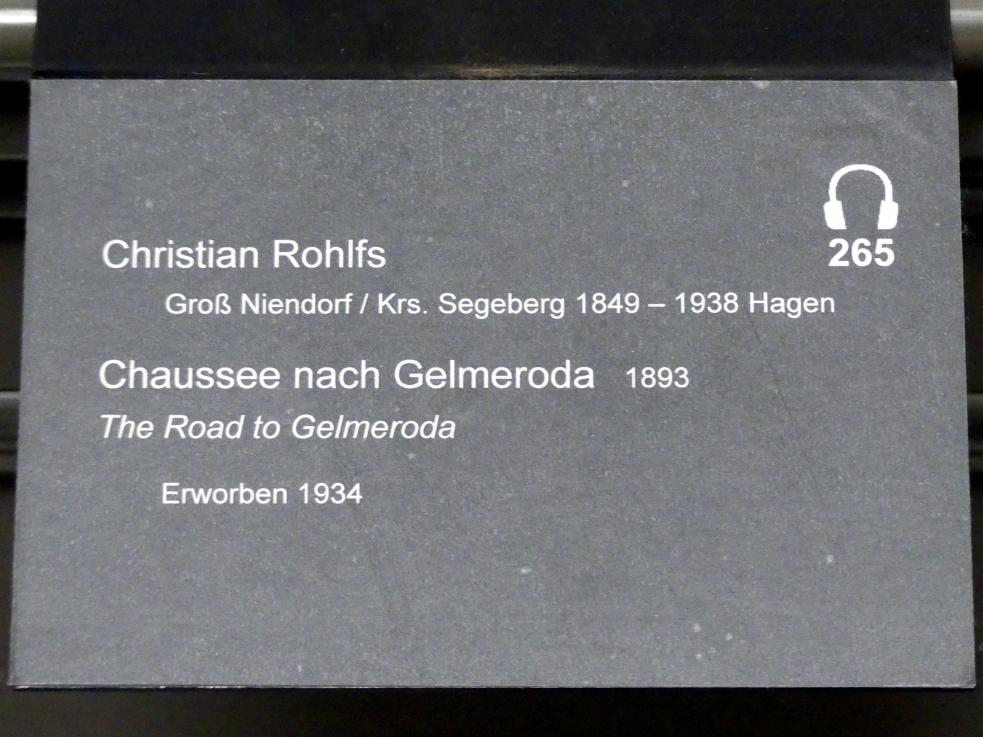 265
Christian Rohlfs
Groß Niendorf / Krs. Segeberg 1849 – 1938 Hagen
Chaussee nach Gelmeroda 1893
The Road to Gelmeroda
Erworben 1934